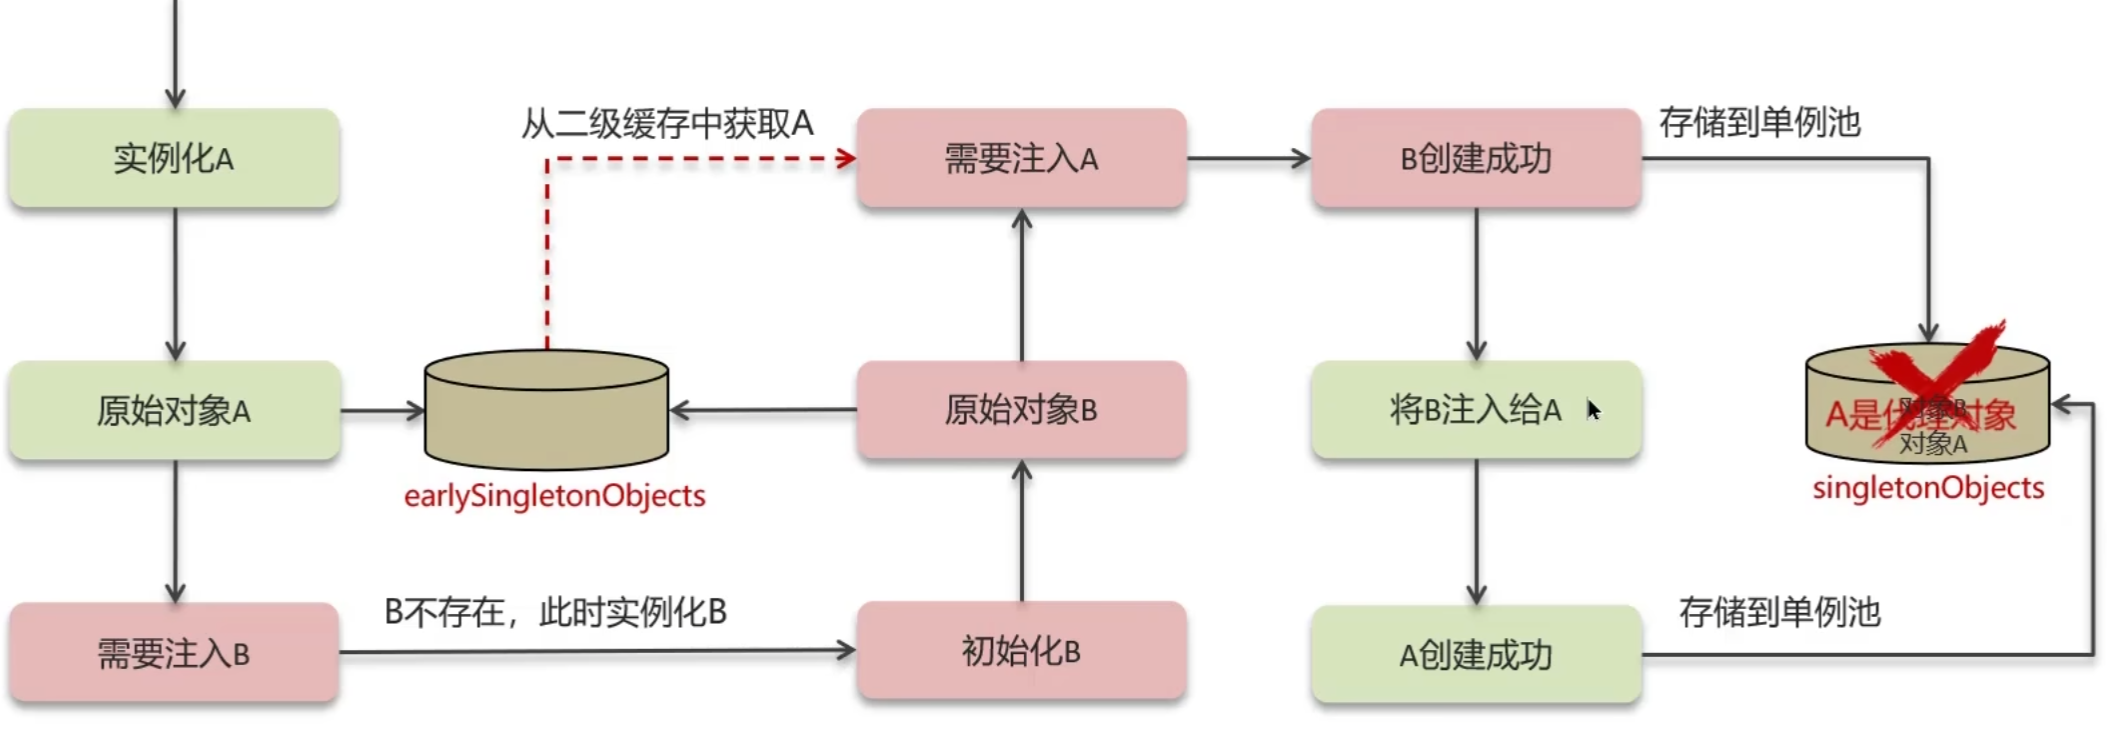 实例化A
原始对象A
需要注入B
B不存在，此时实例化B
earlySingletonObjects
从二级缓存中获取A
初始化B
原始对象B
需要注入A
B创建成功
存储到单例池
将B注入给A
A创建成功
存储到单例池
对象B
A是代理对象
对象A
singletonObjects